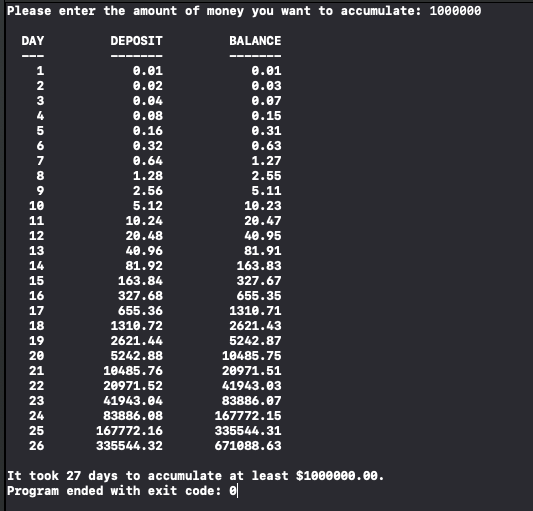 Please enter the amount of money you want to accumulate: 1000000
DAY DEPOSIT BALANCE
--- ------- -------
1 0.01 0.01
2 0.02 0.03
3 0.04 0.07
4 0.08 0.15
5 0.16 0.31
6 0.32 0.63
7 0.64 1.27
8 1.28 2.55
9 2.56 5.11
10 5.12 10.23
11 10.24 20.47
12 20.48 40.95
13 40.96 81.91
14 81.92 163.83
15 163.84 327.67
16 327.68 655.35
17 655.36 1310.71
18 1310.72 2621.43
19 2621.44 5242.87
20 5242.88 10485.75
21 10485.76 20971.51
22 20971.52 41943.03
23 41943.04 83886.07
24 83886.08 167772.15
25 167772.16 335544.31
26 335544.32 671088.63
It took 27 days to accumulate at least $1000000.00.
Program ended with exit code: 0